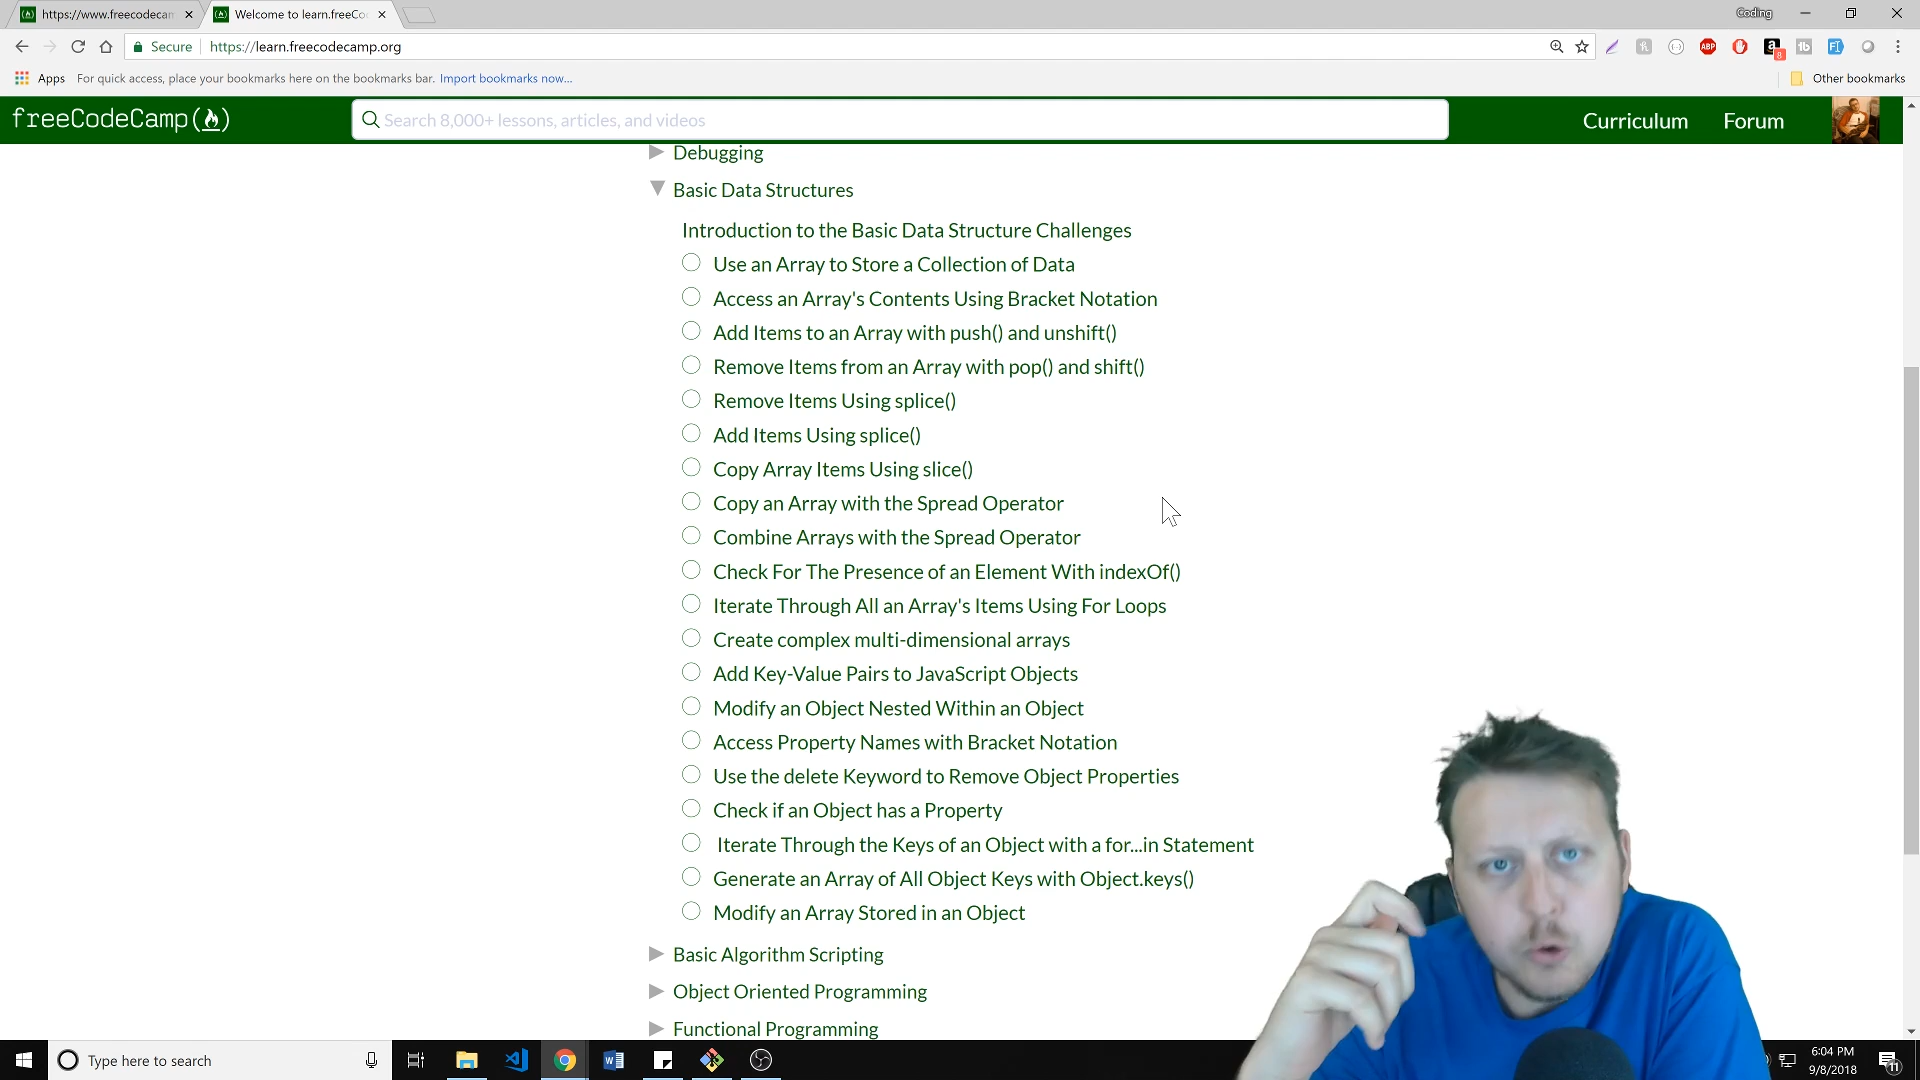 https://www.freecodecam
Welcome to learn.freeCo
Coding
Secure
https://learn.freecodecamp.org
ABP
8
Apps
For quick access, place your bookmarks here on the bookmarks bar. Import bookmarks now...
Other bookmarks
freeCodeCamp
Search 8,000+ lessons, articles, and videos
Curriculum
Forum
Debugging
Basic Data Structures
Introduction to the Basic Data Structure Challenges
Use an Array to Store a Collection of Data
Access an Array's Contents Using Bracket Notation
Add Items to an Array with push() and unshift()
Remove Items from an Array with pop() and shift()
Remove Items Using splice()
Add Items Using splice()
Copy Array Items Using slice()
Copy an Array with the Spread Operator
Combine Arrays with the Spread Operator
Check For The Presence of an Element With indexOf()
Iterate Through All an Array's Items Using For Loops
Create complex multi-dimensional arrays
Add Key-Value Pairs to JavaScript Objects
Modify an Object Nested Within an Object
Access Property Names with Bracket Notation
Use the delete Keyword to Remove Object Properties
Check if an Object has a Property
Iterate Through the Keys of an Object with a for...in Statement
Generate an Array of All Object Keys with Object.keys()
Modify an Array Stored in an Object
Basic Algorithm Scripting
Object Oriented Programming
Functional Programming
Type here to search
6:04 PM
9/8/2018
11